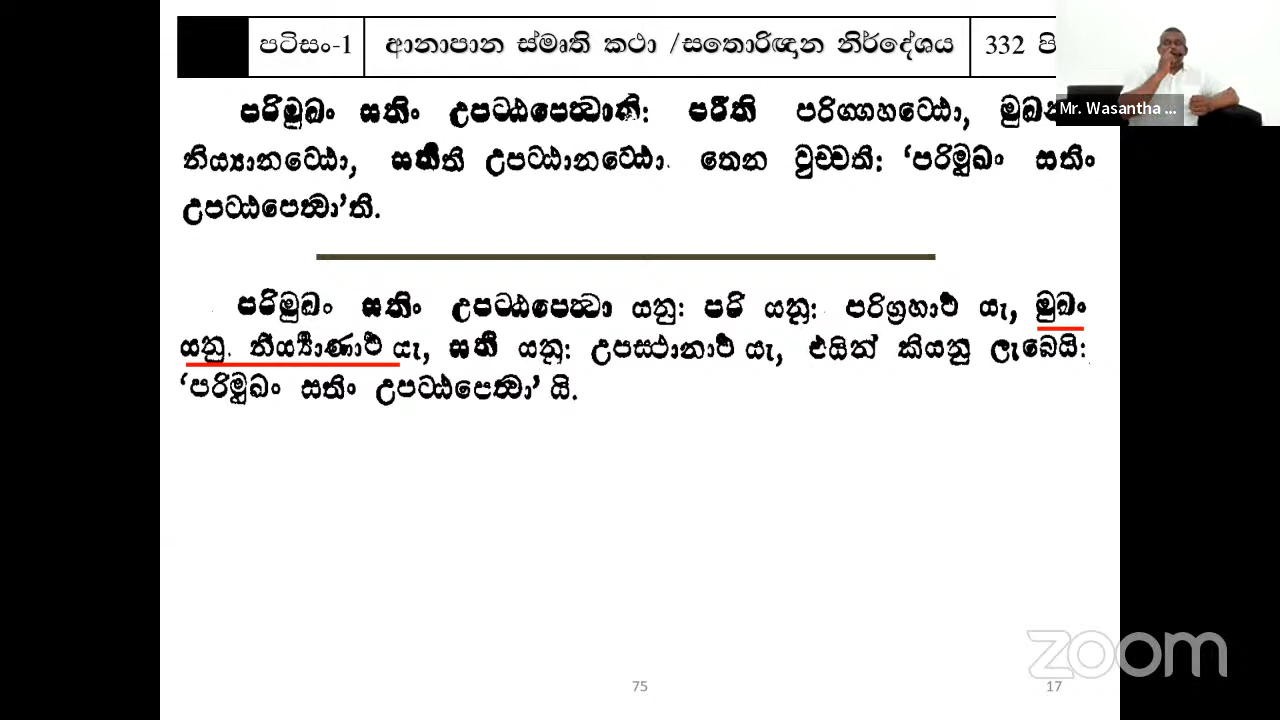 පටිසං-1 ආනාපාන ස්මෘති කථා /සතොරිඥාන නිර්දේශය 332 පි
Mr. Wasantha ...
පරිමුඛං සතිං උපට්ඨපෙත්වාති: පරීති පරිග්ගහට්ඨො,
නිය්‍යානට්ඨො, සතීති උපට්ඨානට්ඨො. තෙන වුච්චති: ‘පරිමුඛං සතිං
උපට්ඨපෙත්වා’ති.
පරිමුඛං සතිං උපට්ඨපෙත්වා යනු: පරි යනු: පරිග්‍රහාර්‍ථ යැ, මුඛං
යනු. නිර්‍ය්‍යාණාර්‍ථ යැ, සති යනු: උපස්ථානාර්‍ථ යැ, එයින් කියනු ලැබෙයි:
‘පරිමුඛං සතිං උපට්ඨපෙත්වා’ යි.
zoom
75 17